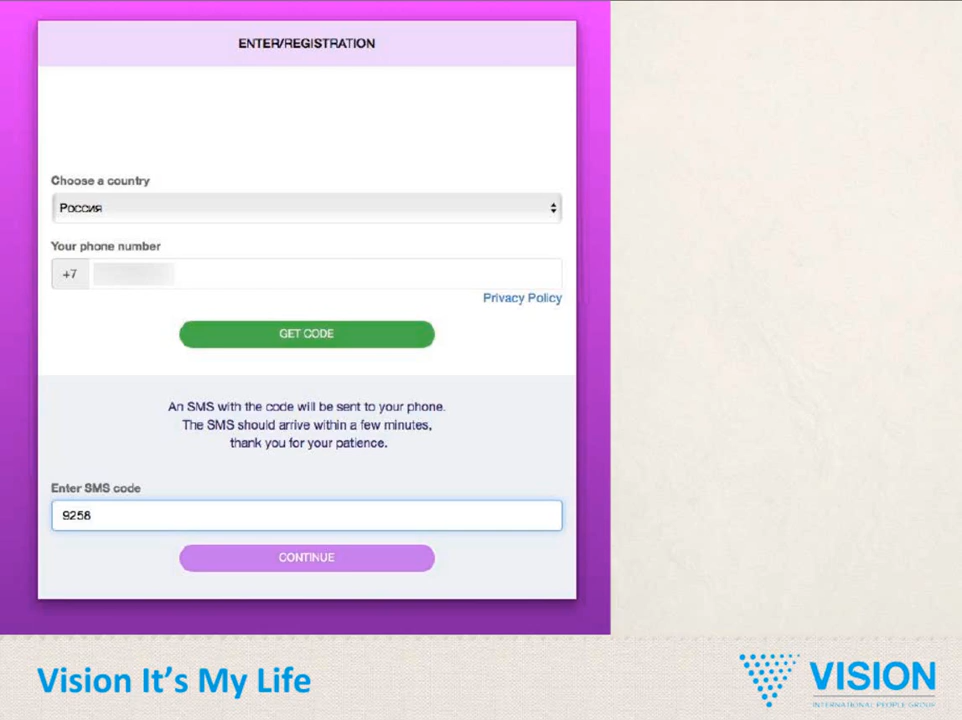 ENTER/REGISTRATION
Choose a country
Россия
Your phone number
+7
Privacy Policy
GET CODE
An SMS with the code will be sent to your phone.
The SMS should arrive within a few minutes,
thank you for your patience.
Enter SMS code
9258
CONTINUE
Vision It's My Life
VISION
INTERNATIONAL PEOPLE GROUP